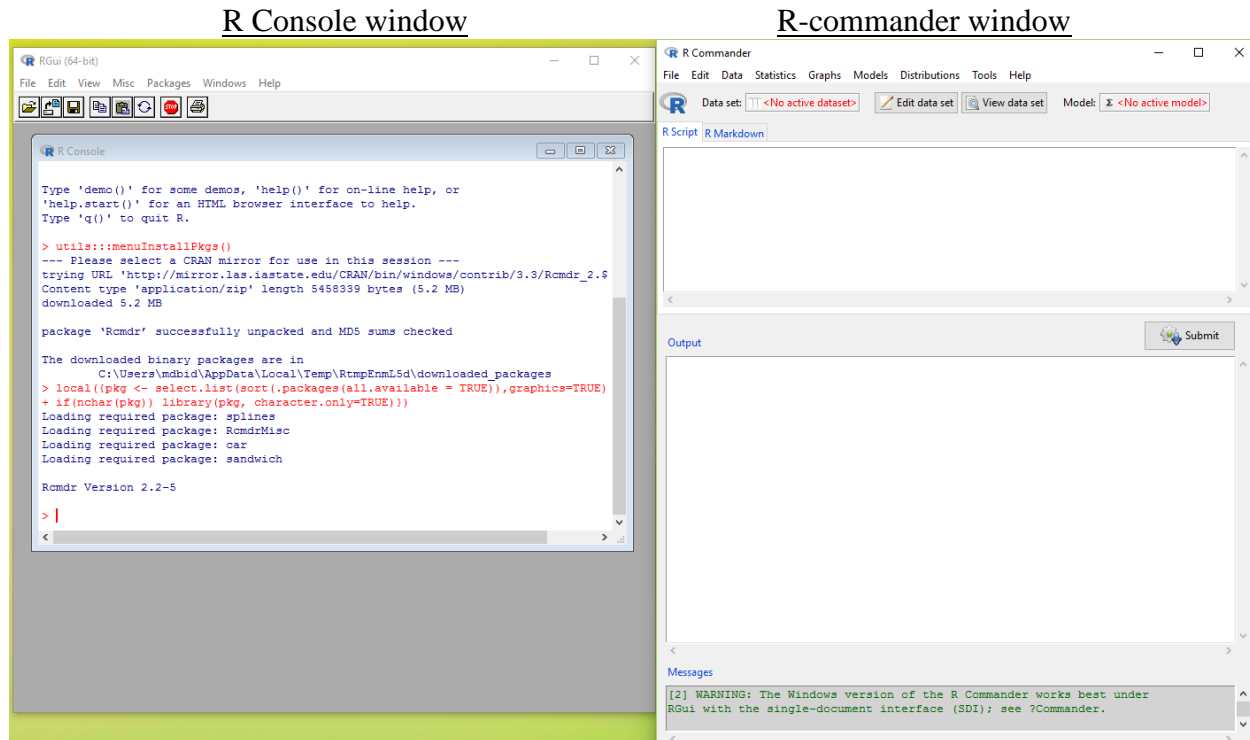 R Console window
R-commander window
RGui (64-bit)
File Edit View Misc Packages Windows Help
STOP
R Console
Type 'demo()' for some demos, 'help()' for on-line help, or
'help.start()' for an HTML browser interface to help.
Type 'q()' to quit R.
> utils:::menuInstallPkgs()
--- Please select a CRAN mirror for use in this session ---
trying URL 'http://mirror.las.iastate.edu/CRAN/bin/windows/contrib/3.3/Rcmdr_2.$
Content type 'application/zip' length 5458339 bytes (5.2 MB)
downloaded 5.2 MB
package ‘Rcmdr’ successfully unpacked and MD5 sums checked
The downloaded binary packages are in
C:\Users\mdbid\AppData\Local\Temp\RtmpEnmL5d\downloaded_packages
> local({pkg <- select.list(sort(.packages(all.available = TRUE)),graphics=TRUE)
+ if(nchar(pkg)) library(pkg, character.only=TRUE)})
Loading required package: splines
Loading required package: RcmdrMisc
Loading required package: car
Loading required package: sandwich
Rcmdr Version 2.2-5
>
R Commander
File Edit Data Statistics Graphs Models Distributions Tools Help
R Data set: <No active dataset> Edit data set View data set Model: Σ <No active model>
R Script R Markdown
Output
Submit
Messages
[2] WARNING: The Windows version of the R Commander works best under
RGui with the single-document interface (SDI); see ?Commander.